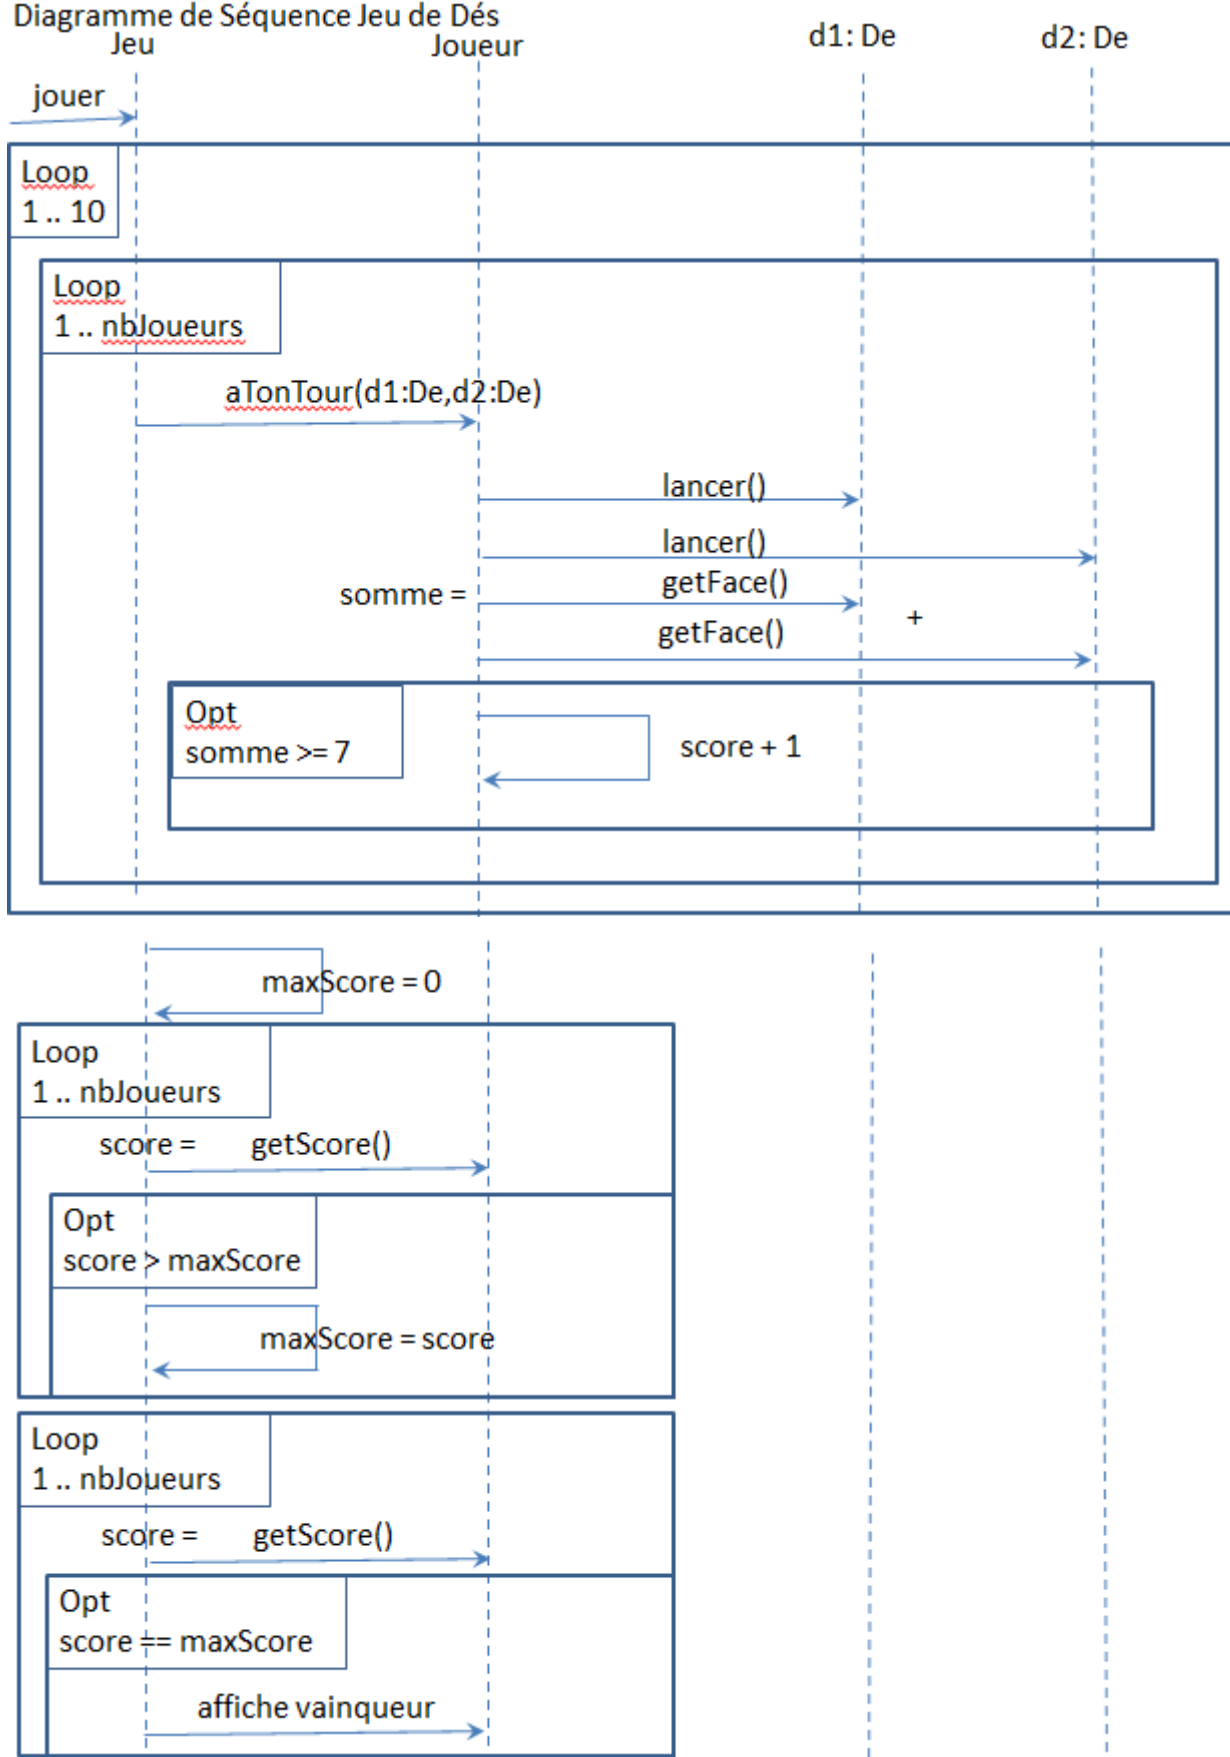 Diagramme de Séquence Jeu de Dés
Jeu
Joueur
d1: De
d2: De
jouer
Loop
1 .. 10
Loop
1 .. nbJoueurs
aTonTour(d1:De,d2:De)
lancer()
lancer()
somme =
getFace()
+
getFace()
Opt
somme >= 7
score + 1
maxScore = 0
Loop
1 .. nbJoueurs
score =
getScore()
Opt
score > maxScore
maxScore = score
Loop
1 .. nbJoueurs
score =
getScore()
Opt
score == maxScore
affiche vainqueur